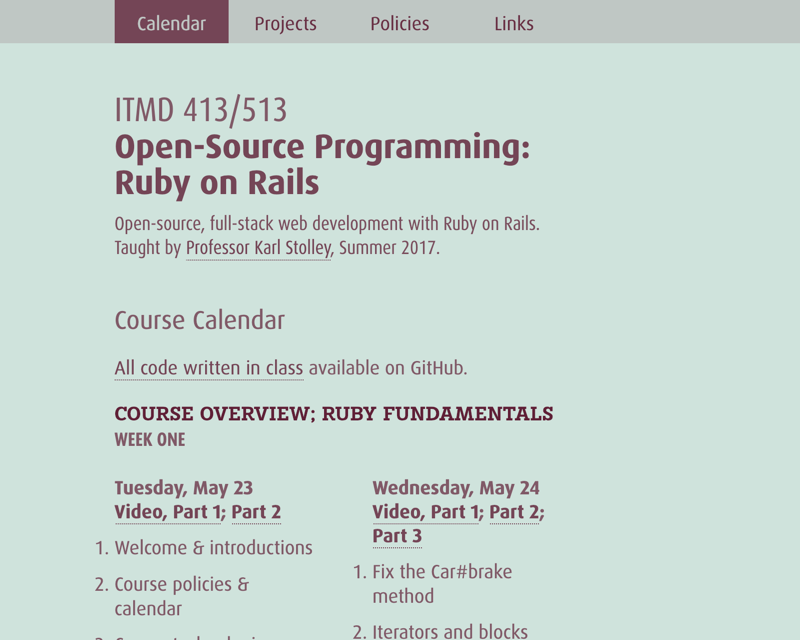 Calendar Projects Policies Links
ITMD 413/513
Open-Source Programming:
Ruby on Rails
Open-source, full-stack web development with Ruby on Rails.
Taught by Professor Karl Stolley, Summer 2017.
Course Calendar
All code written in class available on GitHub.
COURSE OVERVIEW; RUBY FUNDAMENTALS
WEEK ONE
Tuesday, May 23
Video, Part 1; Part 2
1. Welcome & introductions
2. Course policies &
calendar
Wednesday, May 24
Video, Part 1; Part 2;
Part 3
1. Fix the Car#brake
method
2. Iterators and blocks